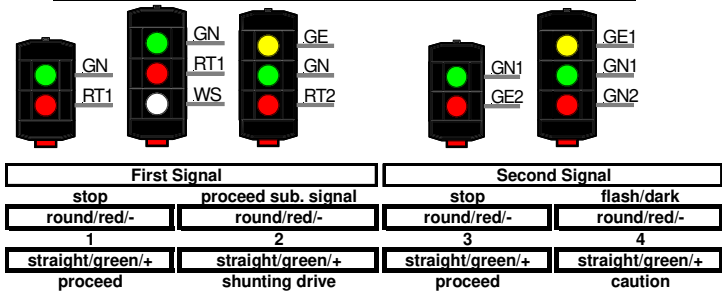 GN
RT1
GN
RT1
WS
GE
GN
RT2
GN1
GE2
GE1
GN1
GN2
First Signal Second Signal
stop proceed sub. signal stop flash/dark
round/red/- round/red/- round/red/- round/red/-
1 2 3 4
straight/green/+ straight/green/+ straight/green/+ straight/green/+
proceed shunting drive proceed caution